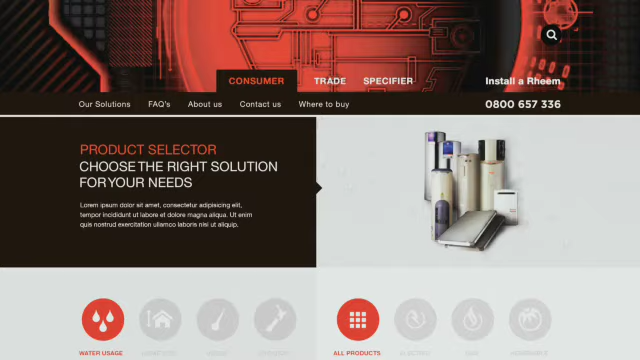 CONSUMER TRADE SPECIFIER Install a Rheem
Our Solutions FAQ's About us Contact us Where to buy 0800 657 336
PRODUCT SELECTOR
CHOOSE THE RIGHT SOLUTION
FOR YOUR NEEDS
Lorem ipsum dolor sit amet, consectetur adipisicing elit,
tempor incididunt ut labore et dolore magna aliqua. Ut enim
quis nostrud exercitation ullamco laboris nisi ut aliquip.
WATER USAGE ALL PRODUCTS